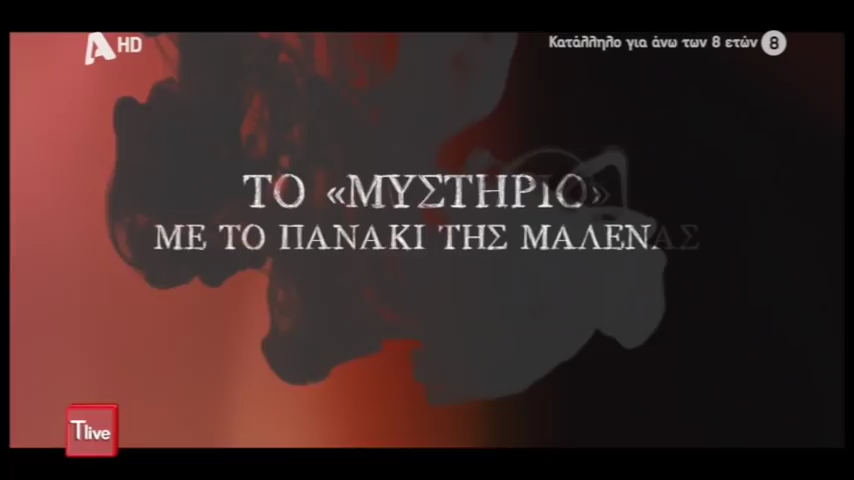 A HD
Κατάλληλο για άνω των 8 ετών 8
ΤΟ «ΜΥΣΤΗΡΙΟ»
ΜΕ ΤΟ ΠΑΝΑΚΙ ΤΗΣ ΜΑΛΕΝΑΣ
Tlive